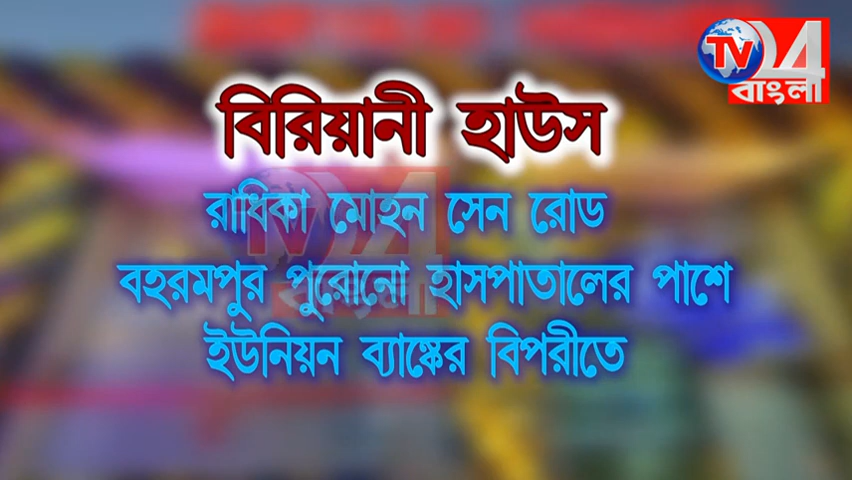 TV 24
বাংলা
বিরিয়ানী হাউস
রাধিকা মোহন সেন রোড
বহরমপুর পুরোনো হাসপাতালের পাশে
ইউনিয়ন ব্যাঙ্কের বিপরীতে